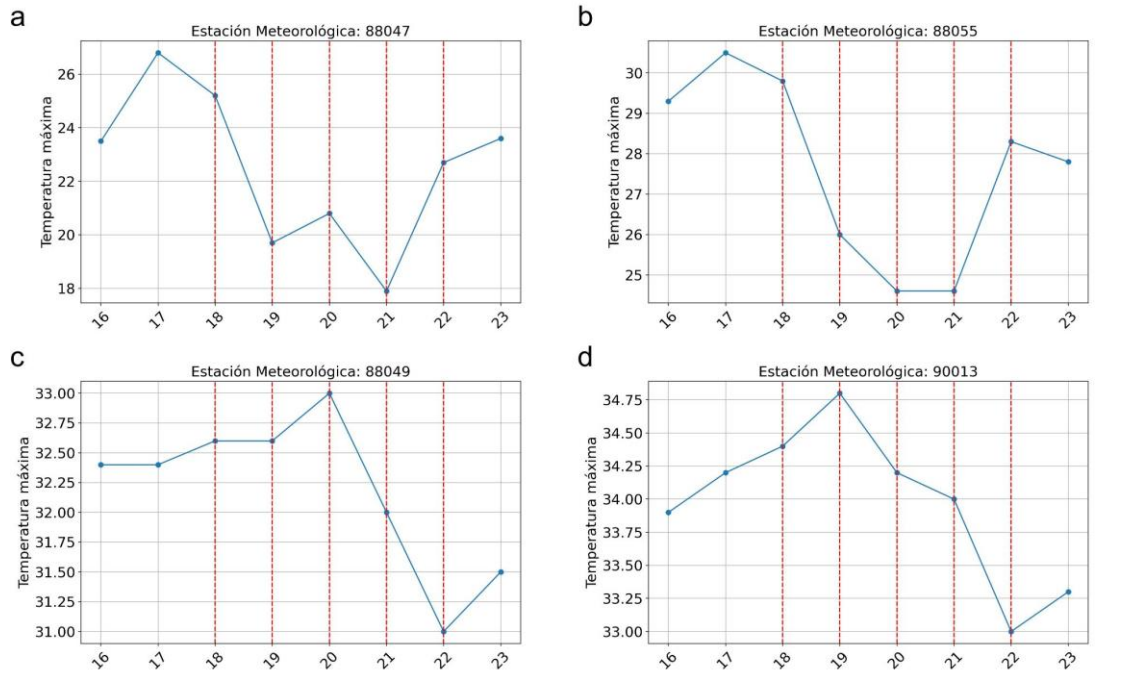 a
Estación Meteorológica: 88047
Temperatura máxima
26
24
22
20
18
16 17 18 19 20 21 22 23
b
Estación Meteorológica: 88055
Temperatura máxima
30
29
28
27
26
25
16 17 18 19 20 21 22 23
c
Estación Meteorológica: 88049
Temperatura máxima
33.00
32.75
32.50
32.25
32.00
31.75
31.50
31.25
31.00
16 17 18 19 20 21 22 23
d
Estación Meteorológica: 90013
Temperatura máxima
34.75
34.50
34.25
34.00
33.75
33.50
33.25
33.00
16 17 18 19 20 21 22 23